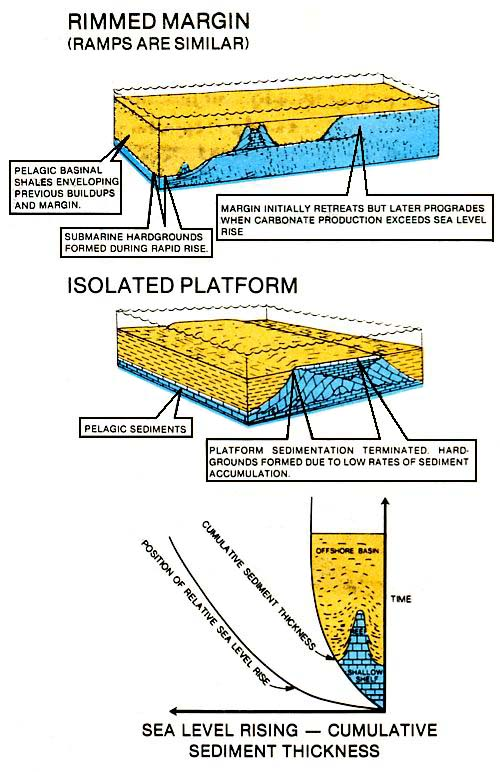 RIMMED MARGIN
(RAMPS ARE SIMILAR)
PELAGIC BASINAL
SHALES ENVELOPING
PREVIOUS BUILDUPS
AND MARGIN.
MARGIN INITIALLY RETREATS BUT LATER PROGRADES
WHEN CARBONATE PRODUCTION EXCEEDS SEA LEVEL
RISE
SUBMARINE HARDGROUNDS
FORMED DURING RAPID RISE.
ISOLATED PLATFORM
PELAGIC SEDIMENTS
PLATFORM SEDIMENTATION TERMINATED. HARD-
GROUNDS FORMED DUE TO LOW RATES OF SEDIMENT
ACCUMULATION.
CUMULATIVE SEDIMENT THICKNESS
POSITION OF RELATIVE SEA LEVEL RISE
OFFSHORE BASIN
TIME
REEF
SHALLOW
SHELF
SEA LEVEL RISING — CUMULATIVE
SEDIMENT THICKNESS